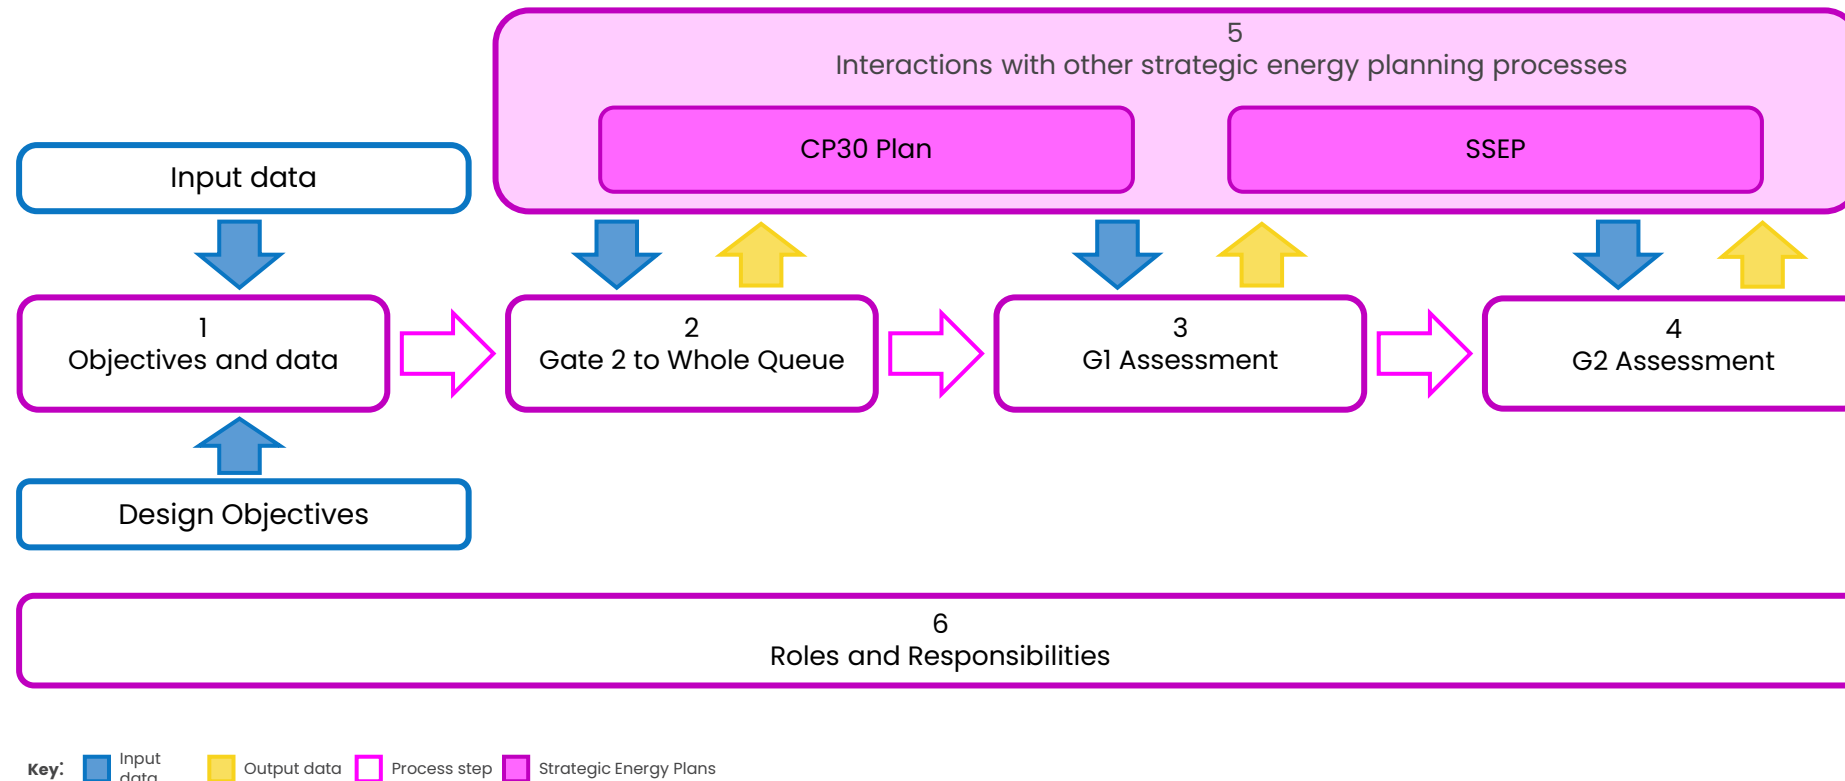 5
Interactions with other strategic energy planning processes
CP30 Plan
SSEP
Input data
1
Objectives and data
2
Gate 2 to Whole Queue
3
G1 Assessment
4
G2 Assessment
Design Objectives
6
Roles and Responsibilities
Key:
Input
data
Output data
Process step
Strategic Energy Plans